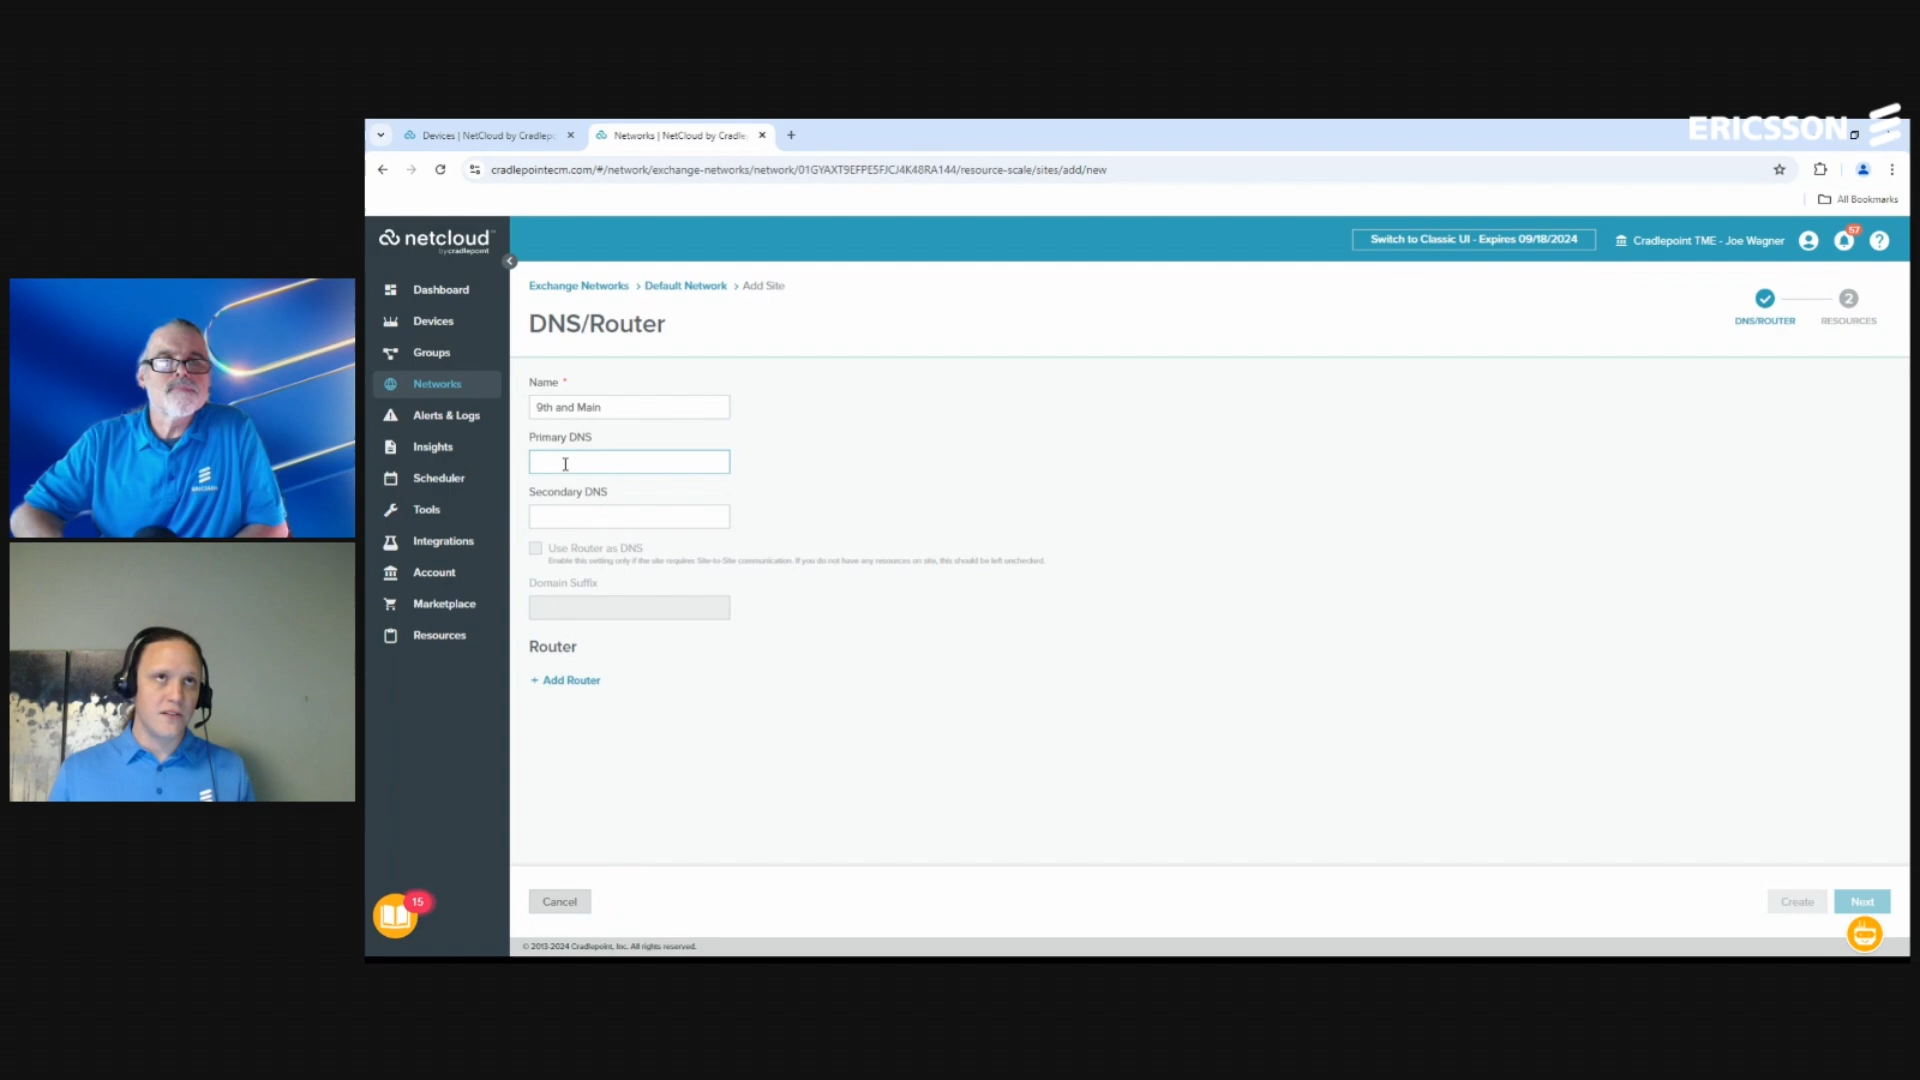 ERICSSON
Devices | NetCloud by Cradlepo
Networks | NetCloud by Cradle
cradlepointecm.com/#/network/exchange-networks/network/01GYAXT9EFPE5FJCJ4K48RA144/resource-scale/sites/add/new
All Bookmarks
netcloud
by cradlepoint
Switch to Classic UI - Expires 09/18/2024
Cradlepoint TME - Joe Wagner
57
Dashboard
Devices
Groups
Networks
Alerts & Logs
Insights
Scheduler
Tools
Integrations
Account
Marketplace
Resources
15
Exchange Networks > Default Network > Add Site
DNS/Router
DNS/ROUTER
2
RESOURCES
Name *
9th and Main
Primary DNS
Secondary DNS
Use Router as DNS
Enable this setting only if the site requires Site-to-Site communication. If you do not have any resources on site, this should be left unchecked.
Domain Suffix
Router
+ Add Router
Cancel
Create
Next
© 2013-2024 Cradlepoint, Inc. All rights reserved.
ERICSSON